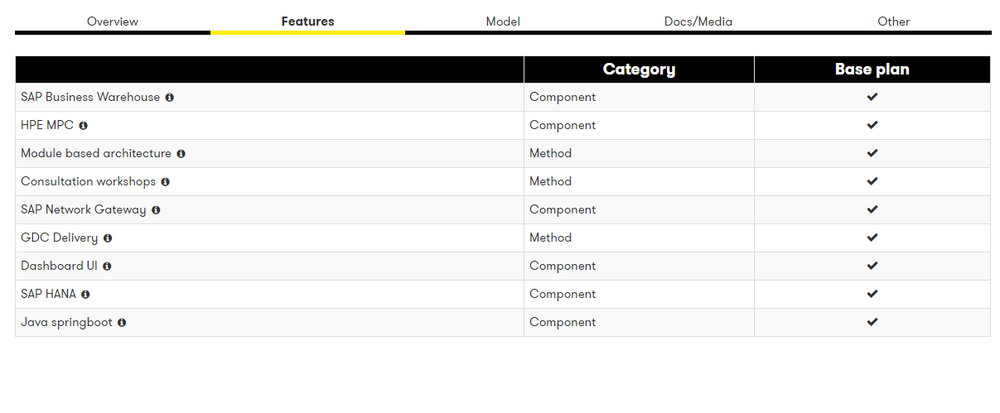 Overview Features Model Docs/Media Other
Category Base plan
SAP Business Warehouse Component
HPE MPC Component
Module based architecture Method
Consultation workshops Method
SAP Network Gateway Component
GDC Delivery Method
Dashboard UI Component
SAP HANA Component
Java springboot Component